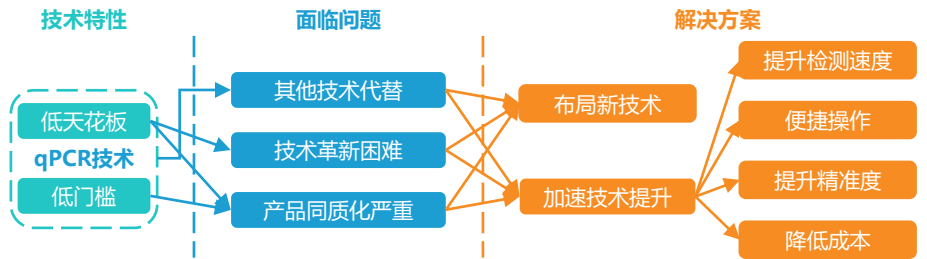 技术特性
面临问题
解决方案
低天花板
qPCR技术
低门槛
其他技术代替
技术革新困难
产品同质化严重
布局新技术
加速技术提升
提升检测速度
便捷操作
提升精准度
降低成本